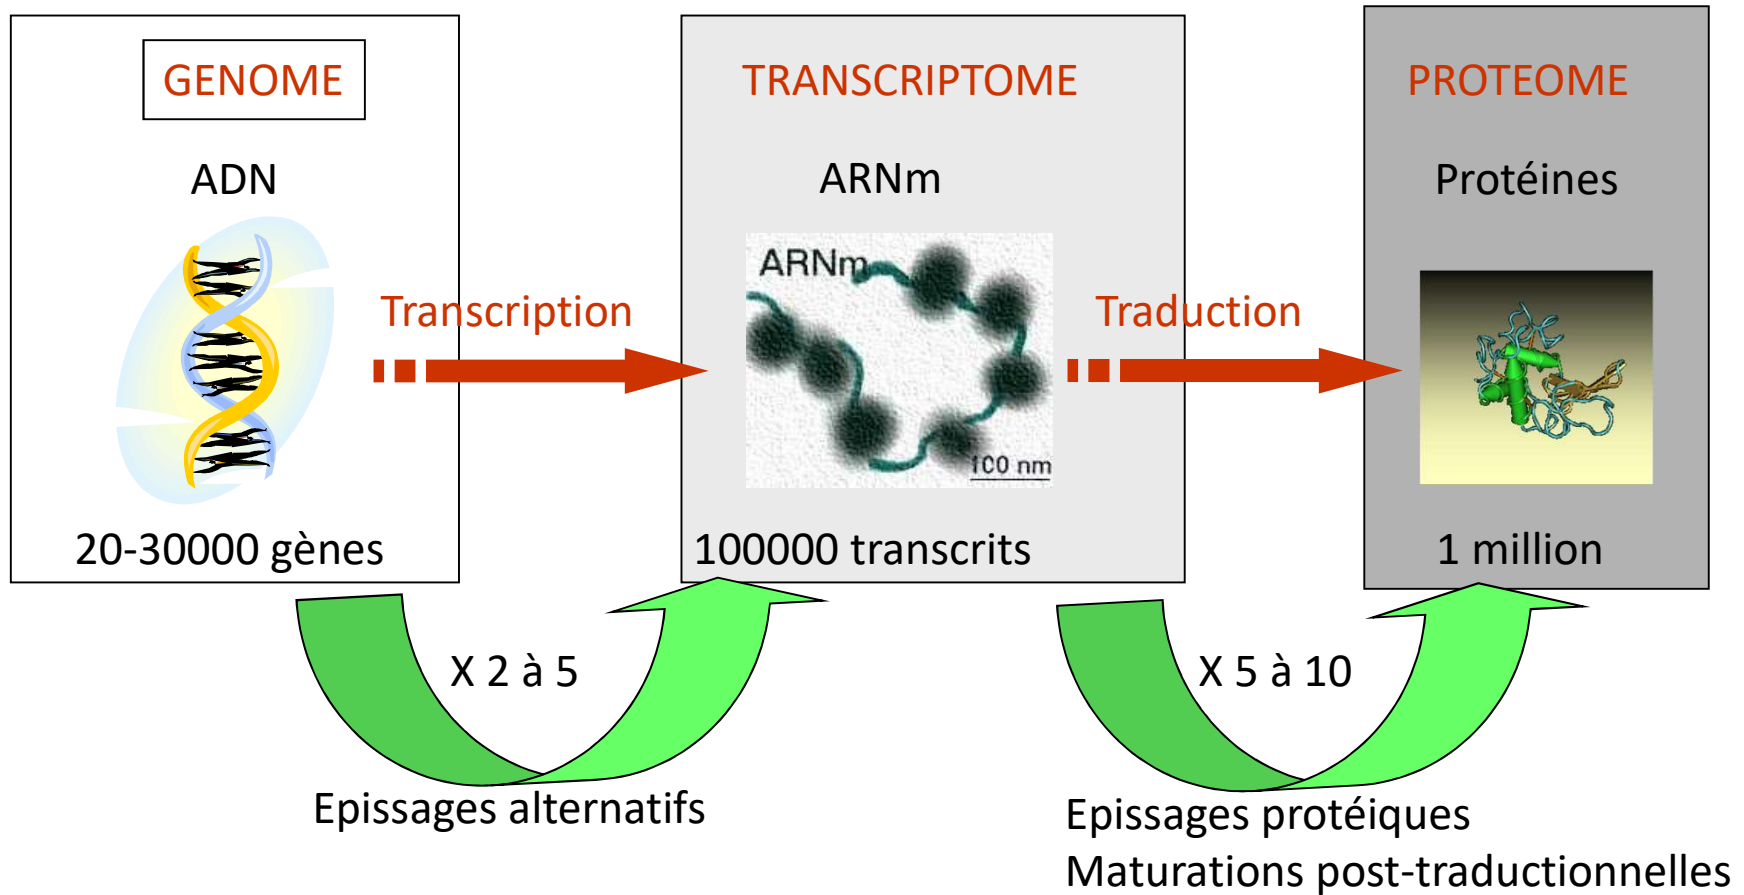 GENOME
TRANSCRIPTOME
PROTEOME
ADN
ARNm
Protéines
ARNm
Transcription
Traduction
100 nm
20-30000 gènes
100000 transcrits
1 million
X 2 à 5
X 5 à 10
Epissages alternatifs
Epissages protéiques
Maturations post-traductionnelles